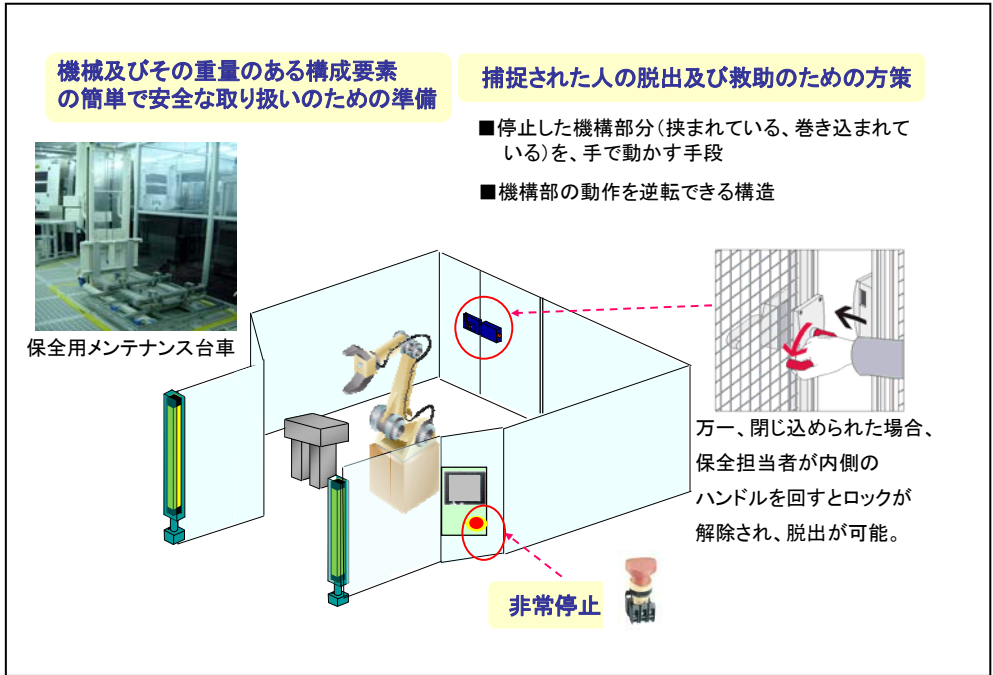 機械及びその重量のある構成要素
の簡単で安全な取り扱いのための準備
捕捉された人の脱出及び救助のための方策
■停止した機構部分(挟まれている、巻き込まれて
いる)を、手で動かす手段
■機構部の動作を逆転できる構造
保全用メンテナンス台車
万一、閉じ込められた場合、
保全担当者が内側の
ハンドルを回すとロックが
解除され、脱出が可能。
非常停止